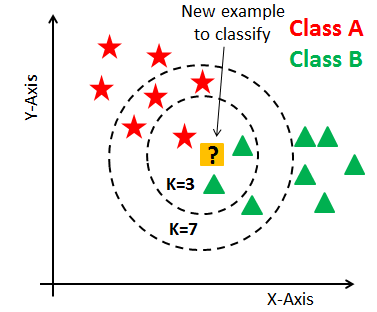 New example
to classify
Class A
Class B
Y-Axis
?
K=3
K=7
X-Axis